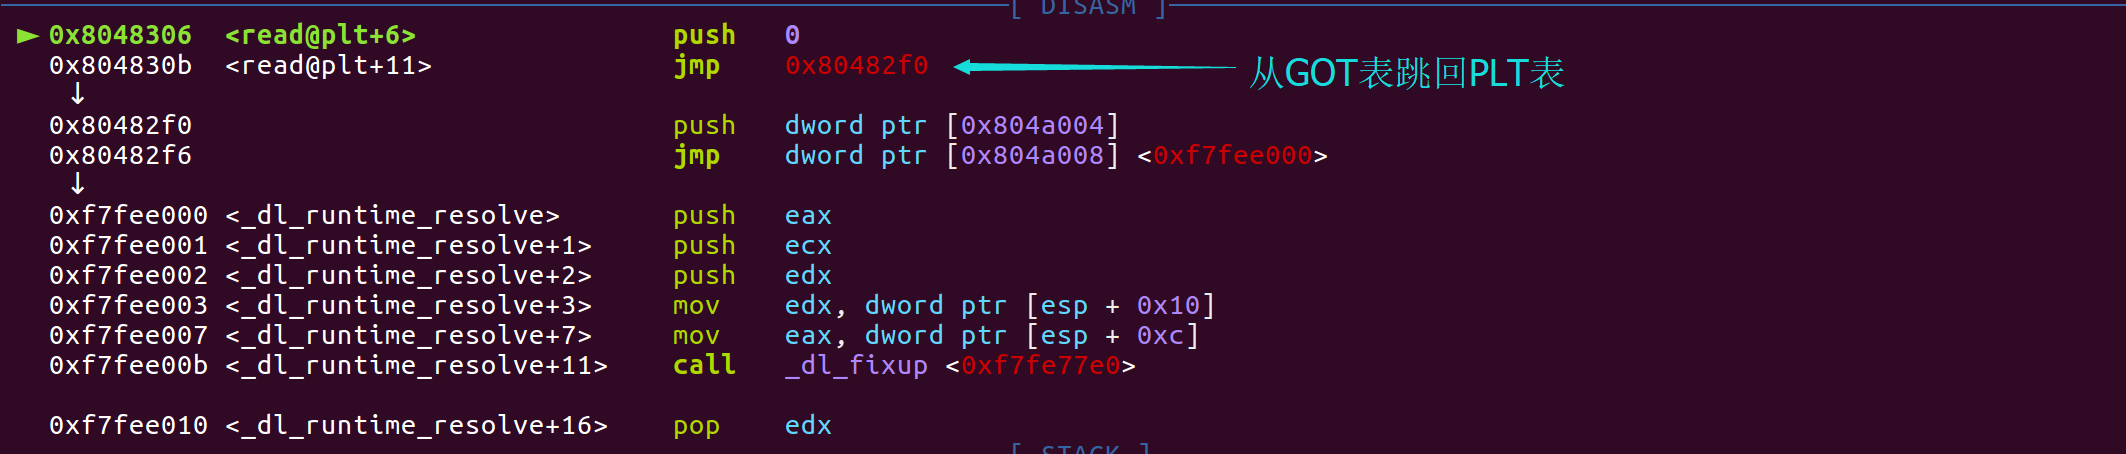 [ DISASM ]
► 0x8048306 <read@plt+6> push 0
0x804830b <read@plt+11> jmp 0x80482f0 从GOT表跳回PLT表
↓
0x80482f0 push dword ptr [0x804a004]
0x80482f6 jmp dword ptr [0x804a008] <0xf7fee000>
↓
0xf7fee000 <_dl_runtime_resolve> push eax
0xf7fee001 <_dl_runtime_resolve+1> push ecx
0xf7fee002 <_dl_runtime_resolve+2> push edx
0xf7fee003 <_dl_runtime_resolve+3> mov edx, dword ptr [esp + 0x10]
0xf7fee007 <_dl_runtime_resolve+7> mov eax, dword ptr [esp + 0xc]
0xf7fee00b <_dl_runtime_resolve+11> call _dl_fixup <0xf7fe77e0>
0xf7fee010 <_dl_runtime_resolve+16> pop edx
[ STACK ]